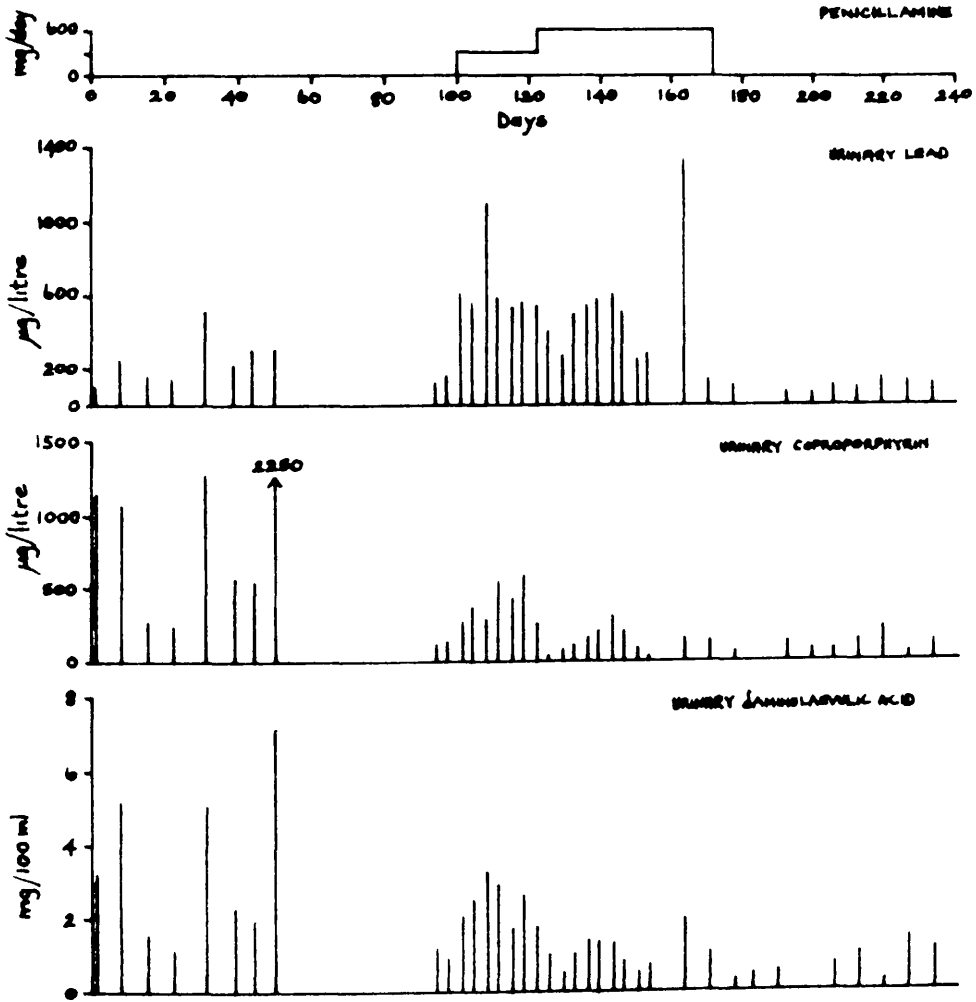 PENICILLAMINE
mg/day
600
0
0 20 40 60 80 100 120 140 160 180 200 220 240
Days
URINARY LEAD
µg/litre
1400
1000
600
200
0
URINARY COPROPORPHYRIN
µg/litre
1500
1000
500
0
2250
URINARY δAMINOLAEVULIC ACID
mg/100 ml
8
6
4
2
0